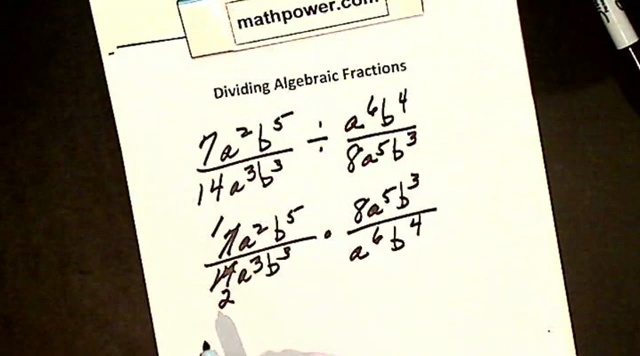 mathpower.com
Dividing Algebraic Fractions
7a²b⁵/14a³b³ ÷ a⁶b⁴/8a⁵b³
1
7a²b⁵/14a³b³ · 8a⁵b³/a⁶b⁴
2